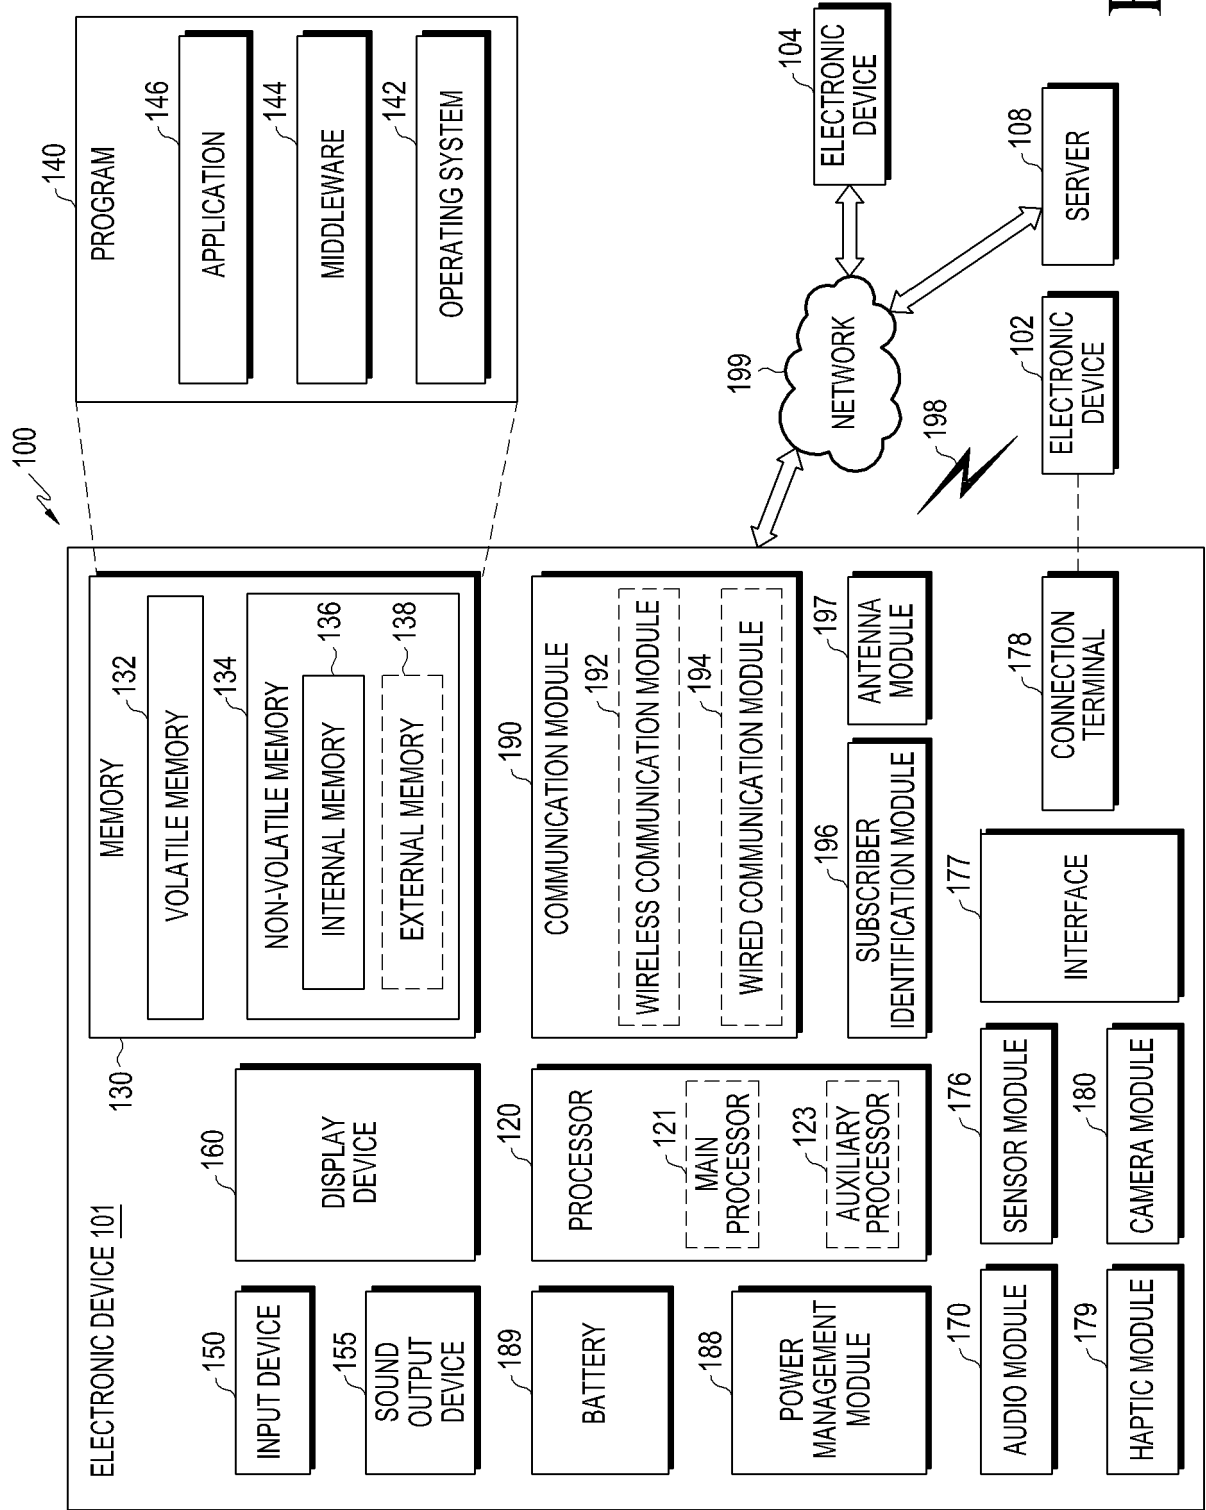 100
ELECTRONIC DEVICE 101
150
INPUT DEVICE
155
SOUND
OUTPUT
DEVICE
189
BATTERY
188
POWER
MANAGEMENT
MODULE
170
AUDIO MODULE
179
HAPTIC MODULE
160
DISPLAY
DEVICE
120
PROCESSOR
121
MAIN
PROCESSOR
123
AUXILIARY
PROCESSOR
176
SENSOR MODULE
180
CAMERA MODULE
130
MEMORY
132
VOLATILE MEMORY
134
NON-VOLATILE MEMORY
136
INTERNAL MEMORY
138
EXTERNAL MEMORY
190
COMMUNICATION MODULE
192
WIRELESS COMMUNICATION MODULE
194
WIRED COMMUNICATION MODULE
196
SUBSCRIBER
IDENTIFICATION MODULE
197
ANTENNA
MODULE
177
INTERFACE
178
CONNECTION
TERMINAL
140
PROGRAM
146
APPLICATION
144
MIDDLEWARE
142
OPERATING SYSTEM
199
NETWORK
198
104
ELECTRONIC
DEVICE
102
ELECTRONIC
DEVICE
108
SERVER